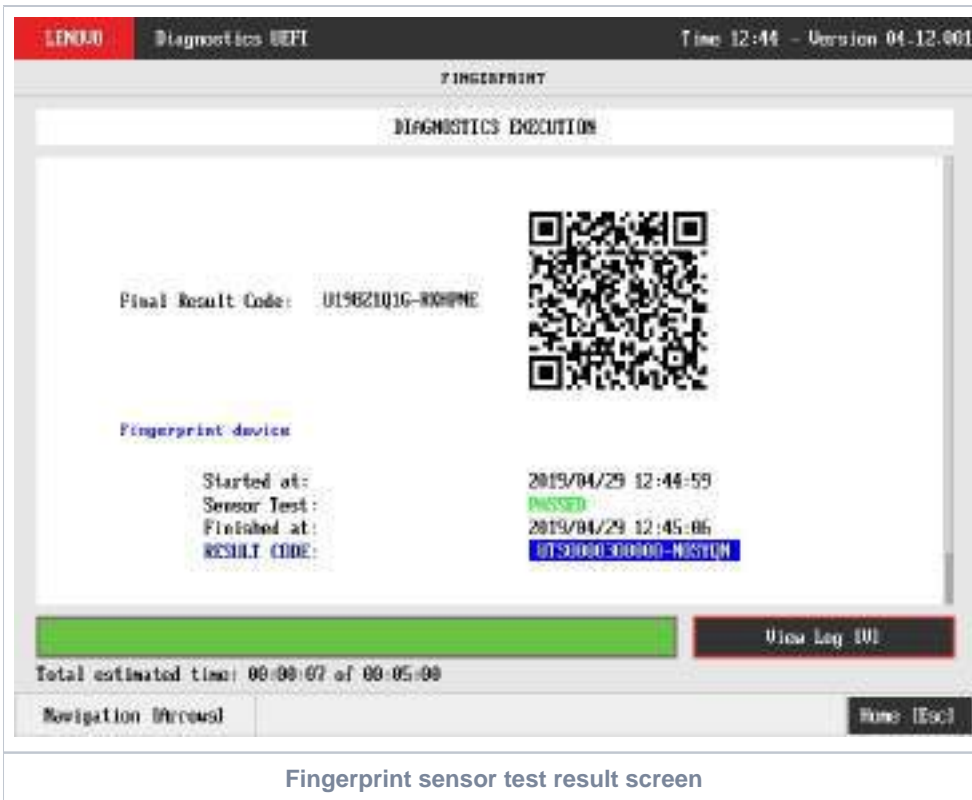 LENOVO Diagnostics UEFI Time 12:44 - Version 04.12.001
FINGERPRINT
DIAGNOSTICS EXECUTION
Final Result Code:
Fingerprint device
Started at: 2019/04/29 12:44:59
Sensor Test: PASSED
Finished at: 2019/04/29 12:45:06
RESULT CODE:
View Log [V]
Total estimated time: 00:00:07 of 00:05:00
Navigation [Arrows] Home [Esc]
Fingerprint sensor test result screen